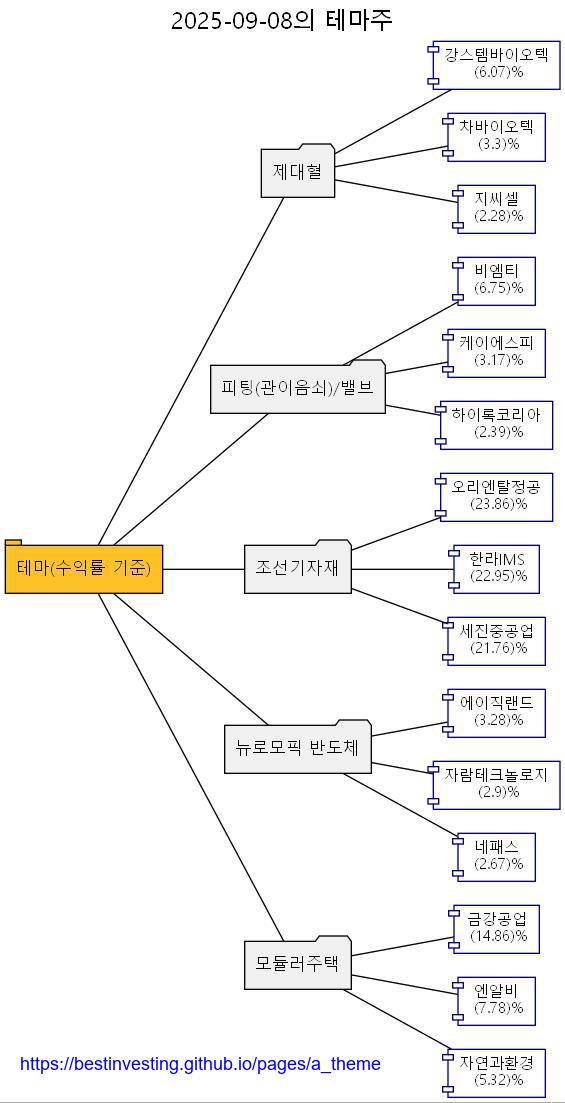 2025-09-08의 테마주
테마(수익률 기준)
제대혈
강스템바이오텍
(6.07)%
차바이오텍
(3.3)%
지씨셀
(2.28)%
피팅(관이음쇠)/밸브
비엠티
(6.75)%
케이에스피
(3.17)%
하이록코리아
(2.39)%
조선기자재
오리엔탈정공
(23.86)%
한라IMS
(22.95)%
세진중공업
(21.76)%
뉴로모픽 반도체
에이직랜드
(3.28)%
자람테크놀로지
(2.9)%
네패스
(2.67)%
모듈러주택
금강공업
(14.86)%
엔알비
(7.78)%
자연과환경
(5.32)%
https://bestinvesting.github.io/pages/a_theme